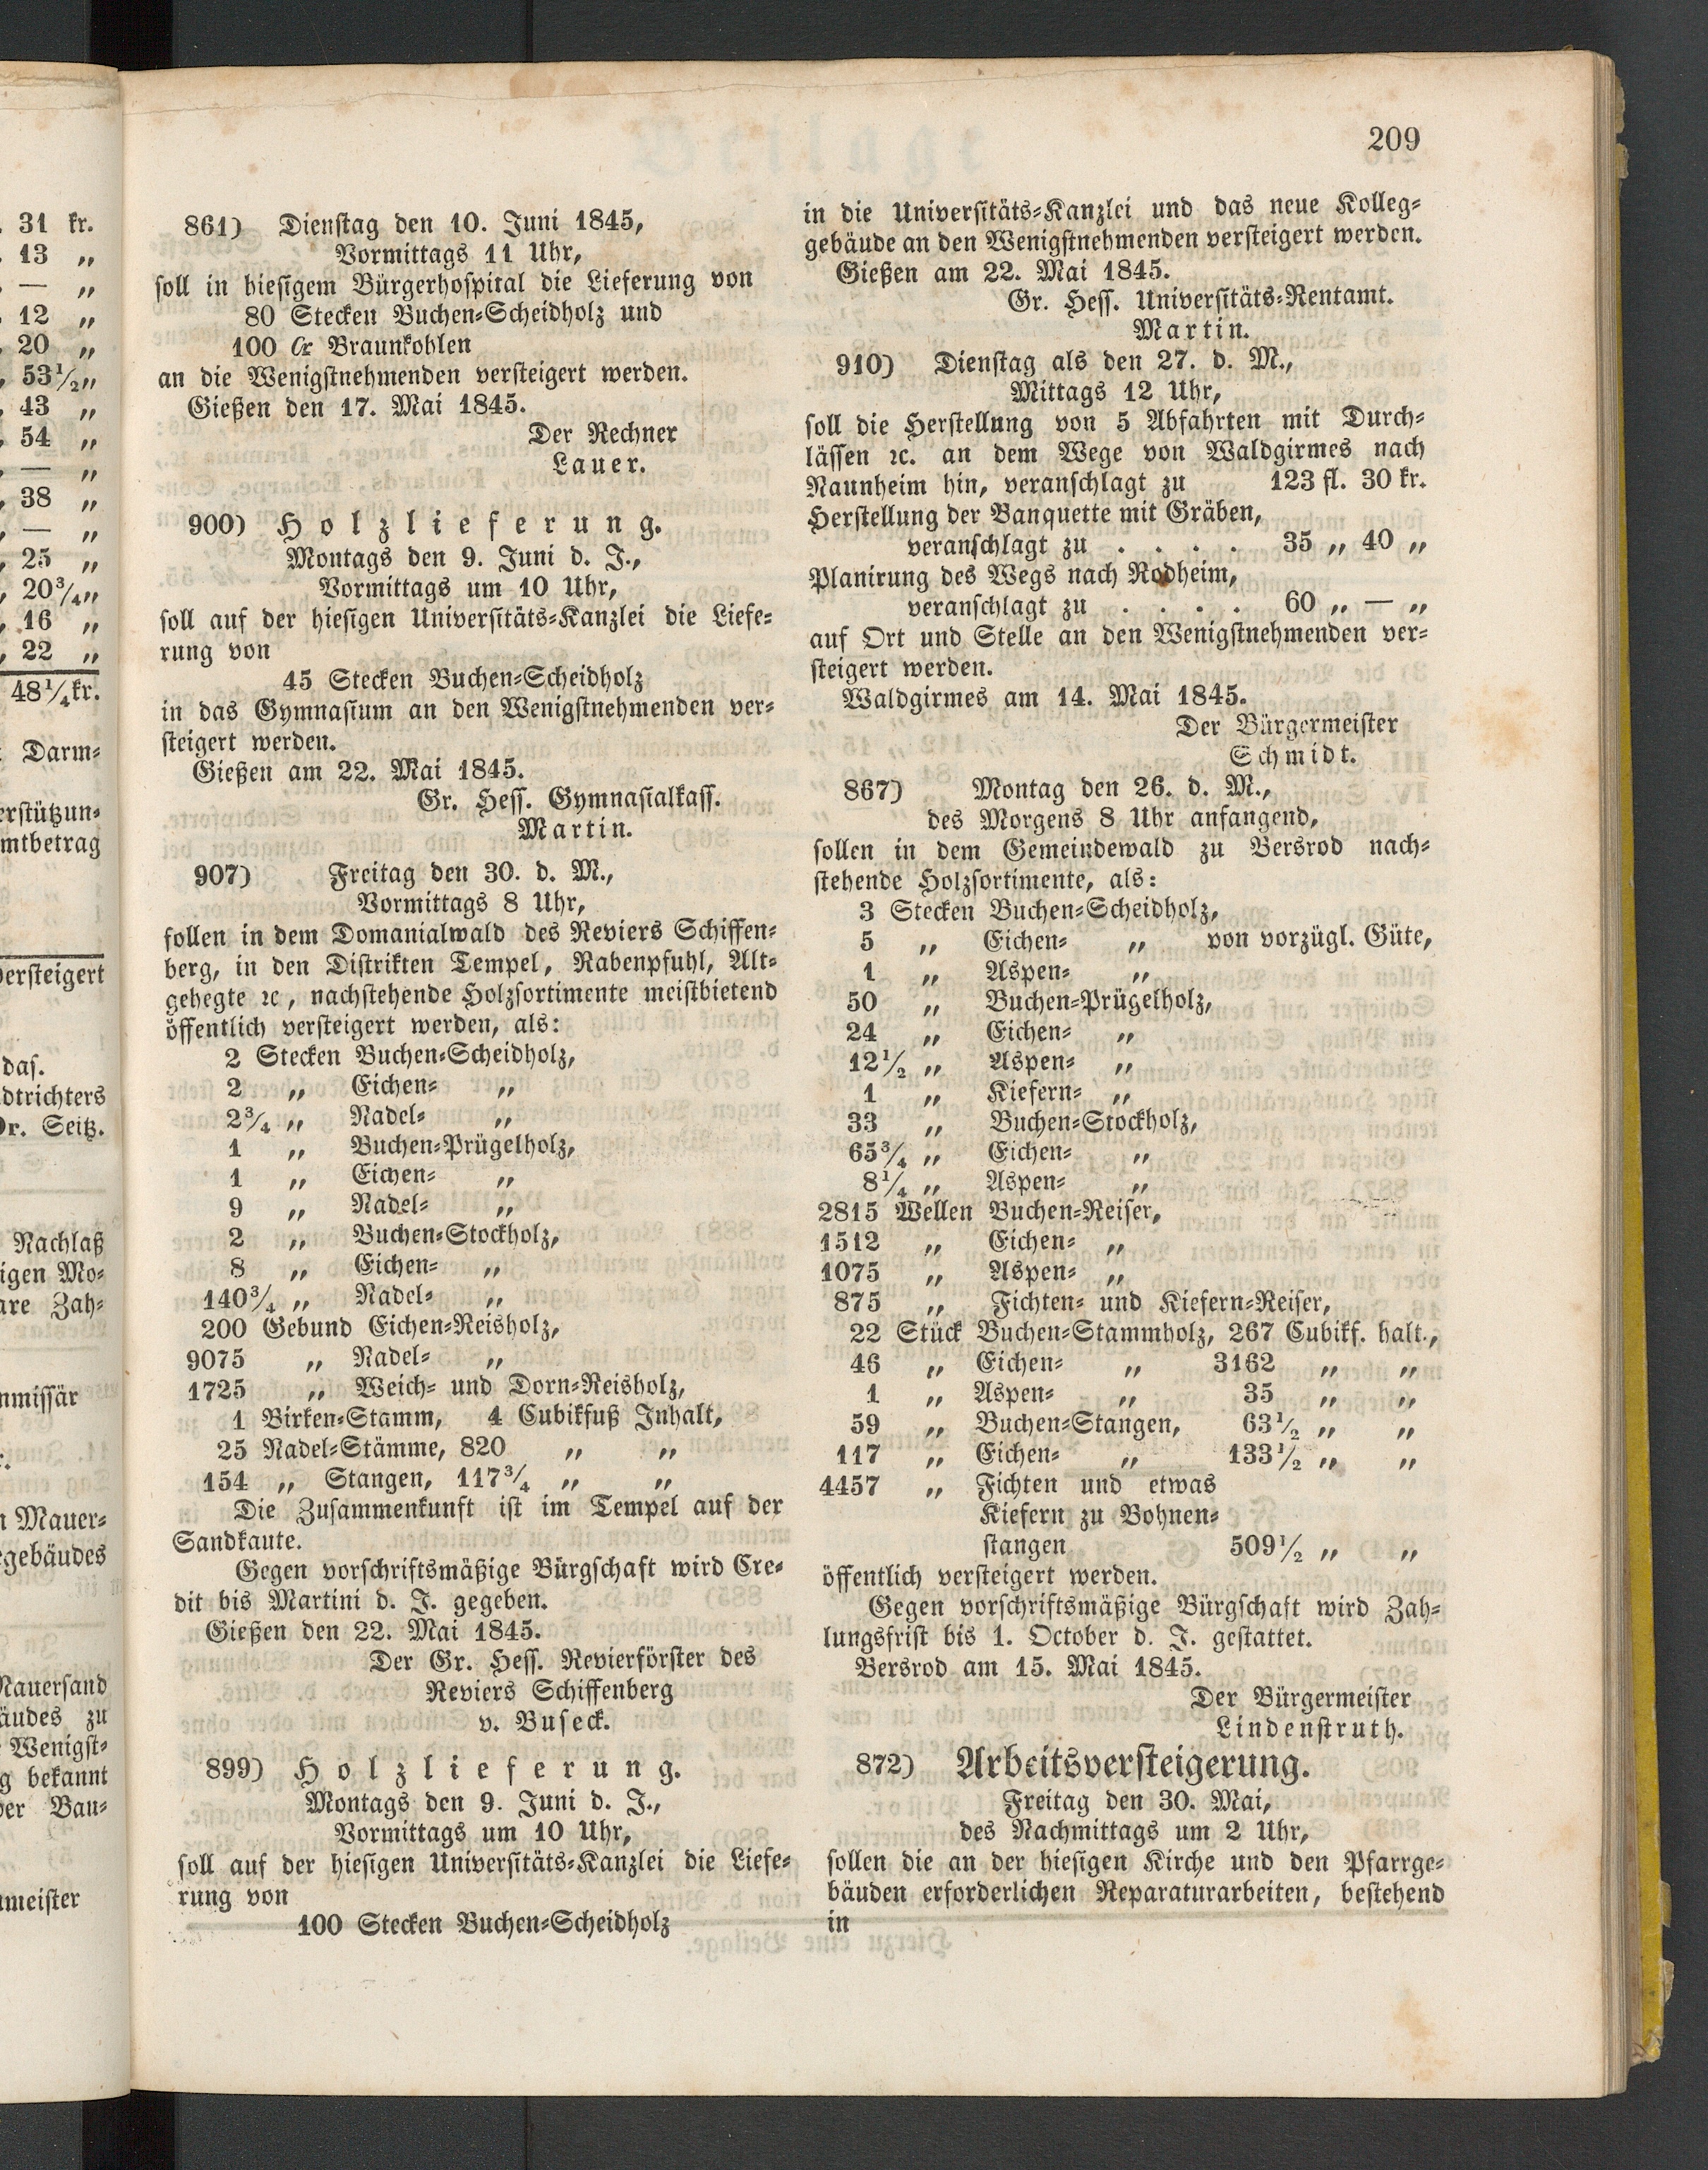 209
861) Dienstag den 10. Juni 1845,
Vormittags 11 Uhr,
soll in hiesigem Bürgerhospital die Lieferung von
80 Stecken Buchen-Scheidholz und
100 Ctr Braunkohlen
an die Wenigstnehmenden versteigert werden.
Gießen den 17. Mai 1845.
Der Rechner
Lauer.
900) Holzlieferung.
Montags den 9. Juni d. J.,
Vormittags um 10 Uhr,
soll auf der hiesigen Universitäts-Kanzlei die Liefe-
rung von
45 Stecken Buchen-Scheidholz
in das Gymnasium an den Wenigstnehmenden ver-
steigert werden.
Gießen am 22. Mai 1845.
Gr. Hess. Gymnasialkass.
Martin.
907) Freitag den 30. d. M.,
Vormittags 8 Uhr,
sollen in dem Domanialwald des Reviers Schiffen-
berg, in den Distrikten Tempel, Rabenpfuhl, Alt-
gehegte ꝛc, nachstehende Holzsortimente meistbietend
öffentlich versteigert werden, als:
2 Stecken Buchen-Scheidholz,
2 „ Eichen- „
2 3/4 „ Nadel- „
1 „ Buchen-Prügelholz,
1 „ Eichen- „
9 „ Nadel- „
2 „ Buchen-Stockholz,
8 „ Eichen- „
140 3/4 „ Nadel- „
200 Gebund Eichen-Reisholz,
9075 „ Nadel- „
1725 „ Weich- und Dorn-Reisholz,
1 Birken-Stamm, 4 Cubikfuß Inhalt,
25 Nadel-Stämme, 820 „ „
154 „ Stangen, 117 3/4 „ „
Die Zusammenkunft ist im Tempel auf der
Sandkaute.
Gegen vorschriftsmäßige Bürgschaft wird Cre-
dit bis Martini d. J. gegeben.
Gießen den 22. Mai 1845.
Der Gr. Hess. Revierförster des
Reviers Schiffenberg
v. Buseck.
899) Holzlieferung.
Montags den 9. Juni d. J.,
Vormittags um 10 Uhr,
soll auf der hiesigen Universitäts-Kanzlei die Liefe-
rung von
100 Stecken Buchen-Scheidholz
in die Universitäts-Kanzlei und das neue Kolleg-
gebäude an den Wenigstnehmenden versteigert werden.
Gießen am 22. Mai 1845.
Gr. Hess. Universitäts-Rentamt.
Martin.
910) Dienstag als den 27. d. M.,
Mittags 12 Uhr,
soll die Herstellung von 5 Abfahrten mit Durch-
lässen ꝛc. an dem Wege von Waldgirmes nach
Naunheim hin, veranschlagt zu 123 fl. 30 kr.
Herstellung der Banquette mit Gräben,
veranschlagt zu . . . . 35 „ 40 „
Planirung des Wegs nach Rodheim,
veranschlagt zu . . . . 60 „ — „
auf Ort und Stelle an den Wenigstnehmenden ver-
steigert werden.
Waldgirmes am 14. Mai 1845.
Der Bürgermeister
Schmidt.
867) Montag den 26. d. M.,
des Morgens 8 Uhr anfangend,
sollen in dem Gemeindewald zu Bersrod nach-
stehende Holzsortimente, als:
3 Stecken Buchen-Scheidholz,
5 „ Eichen- „ von vorzügl. Güte,
1 „ Aspen- „
50 „ Buchen-Prügelholz,
24 „ Eichen- „
12 1/2 „ Aspen- „
1 „ Kiefern- „
33 „ Buchen-Stockholz,
65 3/4 „ Eichen- „
8 1/4 „ Aspen- „
2815 Wellen Buchen-Reiser,
1512 „ Eichen- „
1075 „ Aspen- „
875 „ Fichten- und Kiefern-Reiser,
22 Stück Buchen-Stammholz, 267 Cubikf. halt.,
46 „ Eichen- „ 3162 „ „
1 „ Aspen- „ 35 „ „
59 „ Buchen-Stangen, 63 1/2 „ „
117 „ Eichen- „ 133 1/2 „ „
4457 „ Fichten und etwas
Kiefern zu Bohnen-
stangen 509 1/2 „ „
öffentlich versteigert werden.
Gegen vorschriftsmäßige Bürgschaft wird Zah-
lungsfrist bis 1. October d. J. gestattet.
Bersrod am 15. Mai 1845.
Der Bürgermeister
Lindenstruth.
872) Arbeitsversteigerung.
Freitag den 30. Mai,
des Nachmittags um 2 Uhr,
sollen die an der hiesigen Kirche und den Pfarrge-
bäuden erforderlichen Reparaturarbeiten, bestehend
in